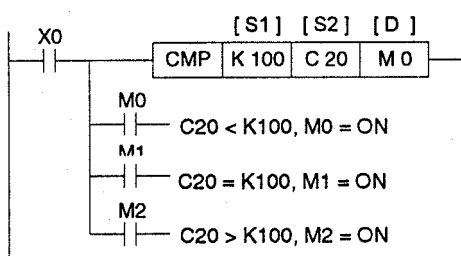 [ S1 ] [ S2 ] [ D ]
X0
CMP K 100 C 20 M 0
M0
C20 < K100, M0 = ON
M1
C20 = K100, M1 = ON
M2
C20 > K100, M2 = ON